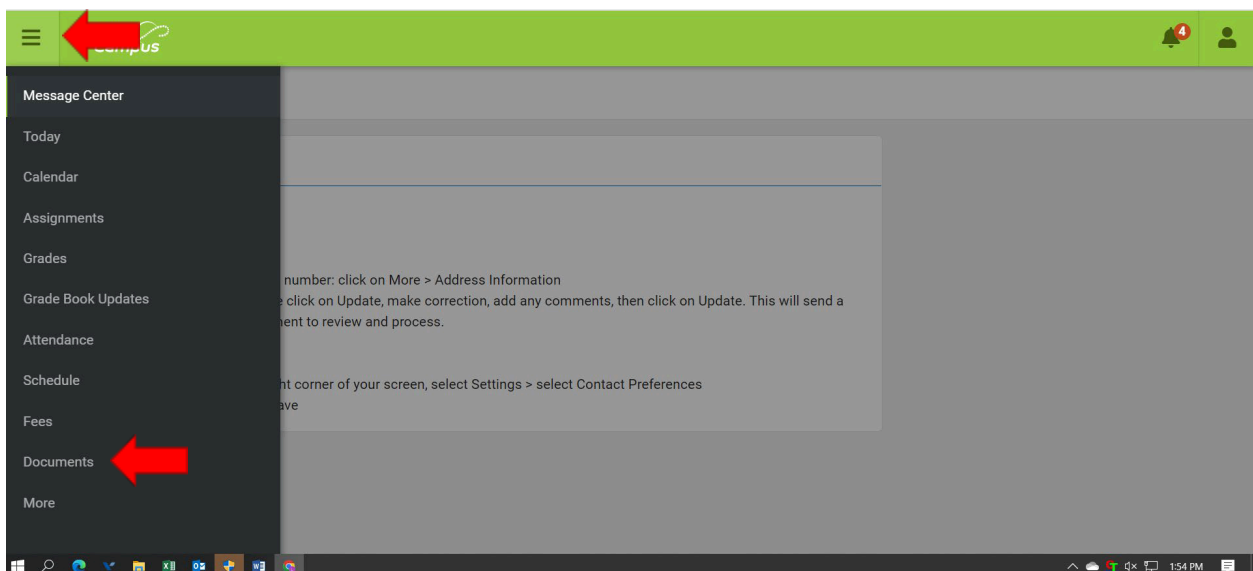 Campus
4
Message Center
Today
Calendar
Assignments
Grades
Grade Book Updates
Attendance
Schedule
Fees
Documents
More
number: click on More > Address Information
click on Update, make correction, add any comments, then click on Update. This will send a
ent to review and process.
ht corner of your screen, select Settings > select Contact Preferences
ave
1:54 PM